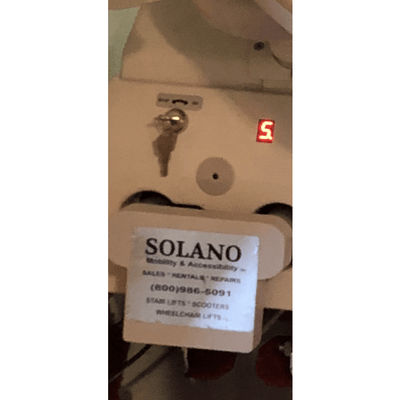 S.
SOLANO
Mobility & Accessibility
SALES * RENTALS * REPAIRS
(800)986-5091
STAIR LIFTS * SCOOTERS
WHEELCHAIR LIFTS